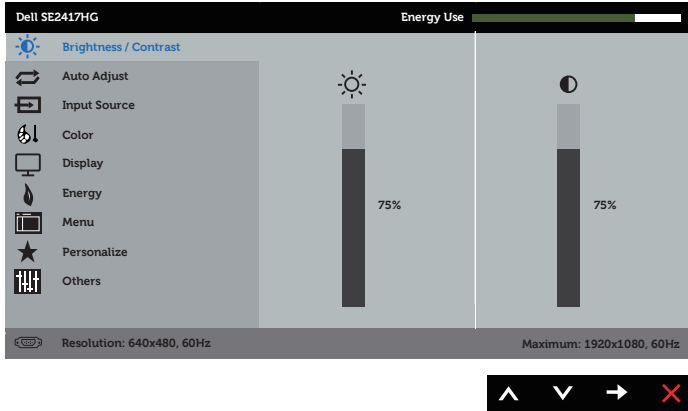 Dell SE2417HG
Energy Use
Brightness / Contrast
Auto Adjust
Input Source
Color
Display
Energy
Menu
Personalize
Others
75%
75%
Resolution: 640x480, 60Hz
Maximum: 1920x1080, 60Hz